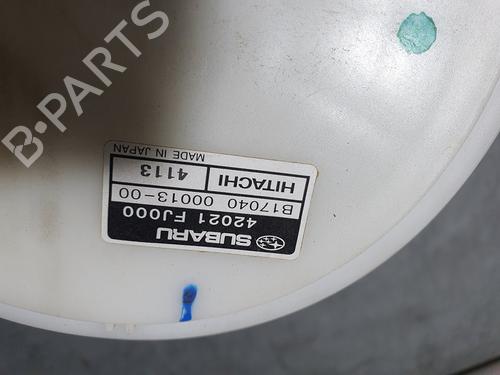 SUBARU
42021 FJ000
B17040 00013-00
HITACHI 4113
MADE IN JAPAN
B-PARTS